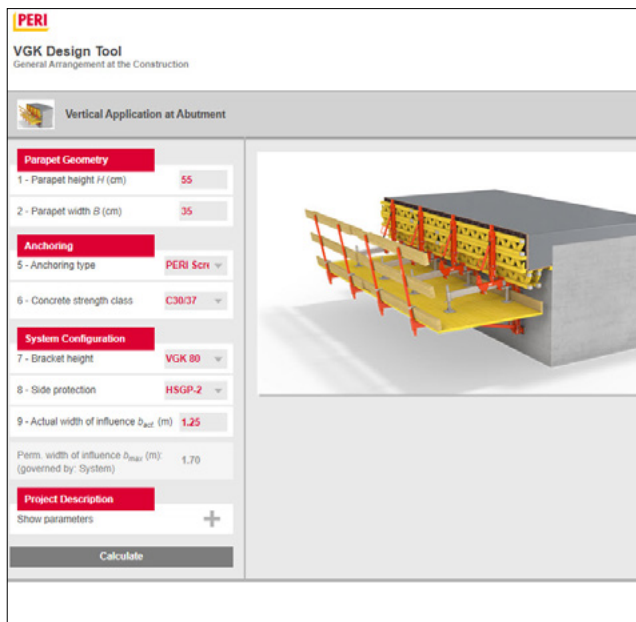 PERI
VGK Design Tool
General Arrangement at the Construction
Vertical Application at Abutment
Parapet Geometry
1 - Parapet height H (cm) 55
2 - Parapet width B (cm) 35
Anchoring
5 - Anchoring type PERI Scre
6 - Concrete strength class C30/37
System Configuration
7 - Bracket height VGK 80
8 - Side protection HSGP-2
9 - Actual width of influence bact (m) 1.25
Perm. width of influence bmax (m): 1.70
(governed by: System)
Project Description
Show parameters
Calculate